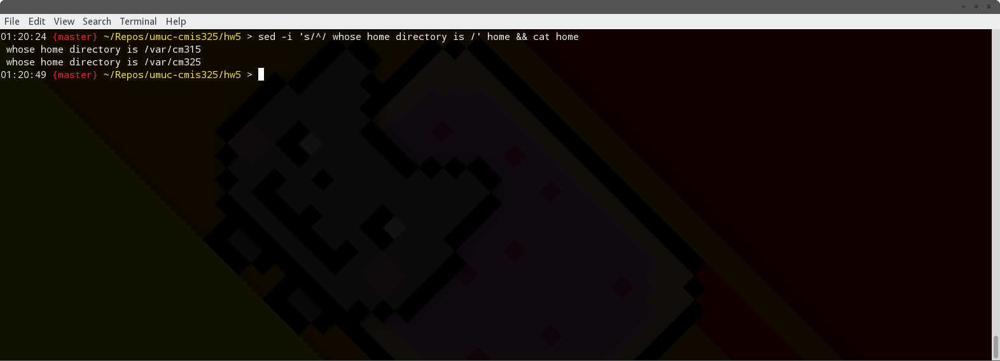 File Edit View Search Terminal Help
01:20:24 {master} ~/Repos/umuc-cmis325/hw5 > sed -i 's/^/ whose home directory is /' home && cat home
 whose home directory is /var/cm315
 whose home directory is /var/cm325
01:20:49 {master} ~/Repos/umuc-cmis325/hw5 >